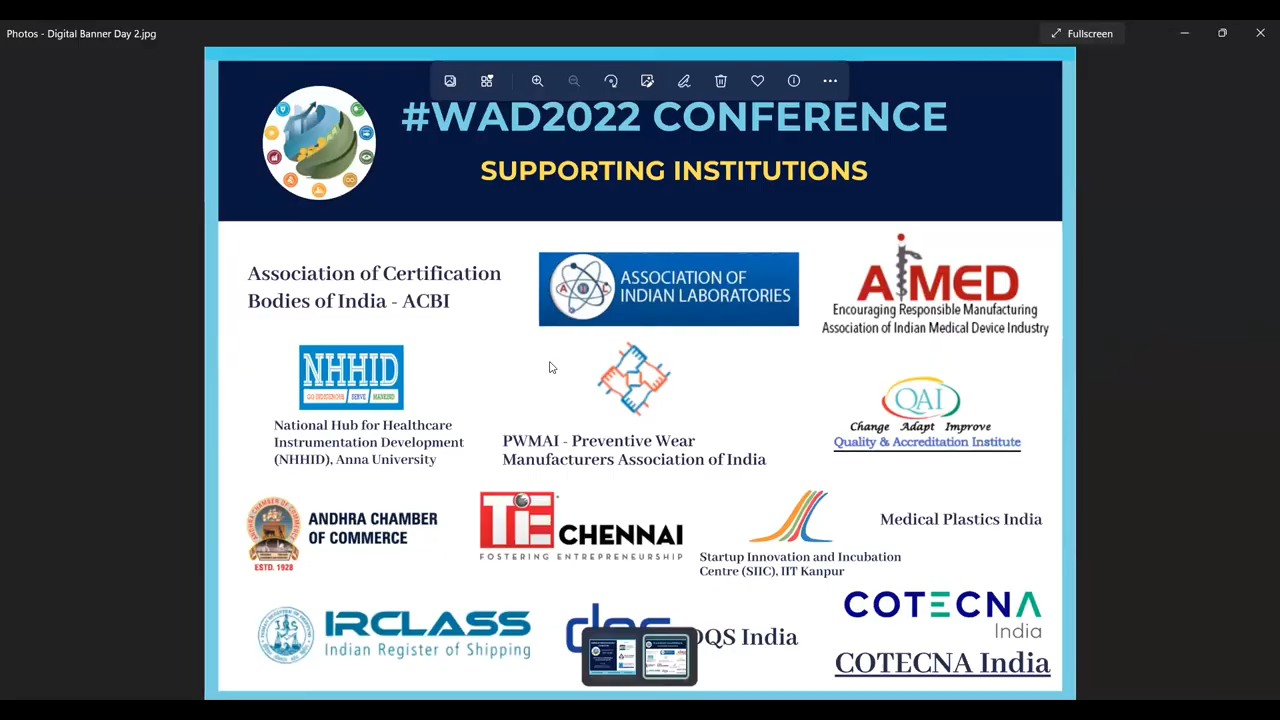 Photos - Digital Banner Day 2.jpg
Fullscreen
#WAD2022 CONFERENCE
SUPPORTING INSTITUTIONS
Association of Certification
Bodies of India - ACBI
ASSOCIATION OF
INDIAN LABORATORIES
AiMED
Encouraging Responsible Manufacturing
Association of Indian Medical Device Industry
NHHID
GO INDIGENOUS / SERVE / MANKIND
National Hub for Healthcare
Instrumentation Development
(NHHID), Anna University
PWMAI - Preventive Wear
Manufacturers Association of India
QAI
Change Adapt Improve
Quality & Accreditation Institute
ANDHRA CHAMBER
OF COMMERCE
ESTD. 1928
TiE CHENNAI
FOSTERING ENTREPRENEURSHIP
Startup Innovation and Incubation
Centre (SIIC), IIT Kanpur
Medical Plastics India
IRCLASS
Indian Register of Shipping
DQS India
COTECNA
India
COTECNA India